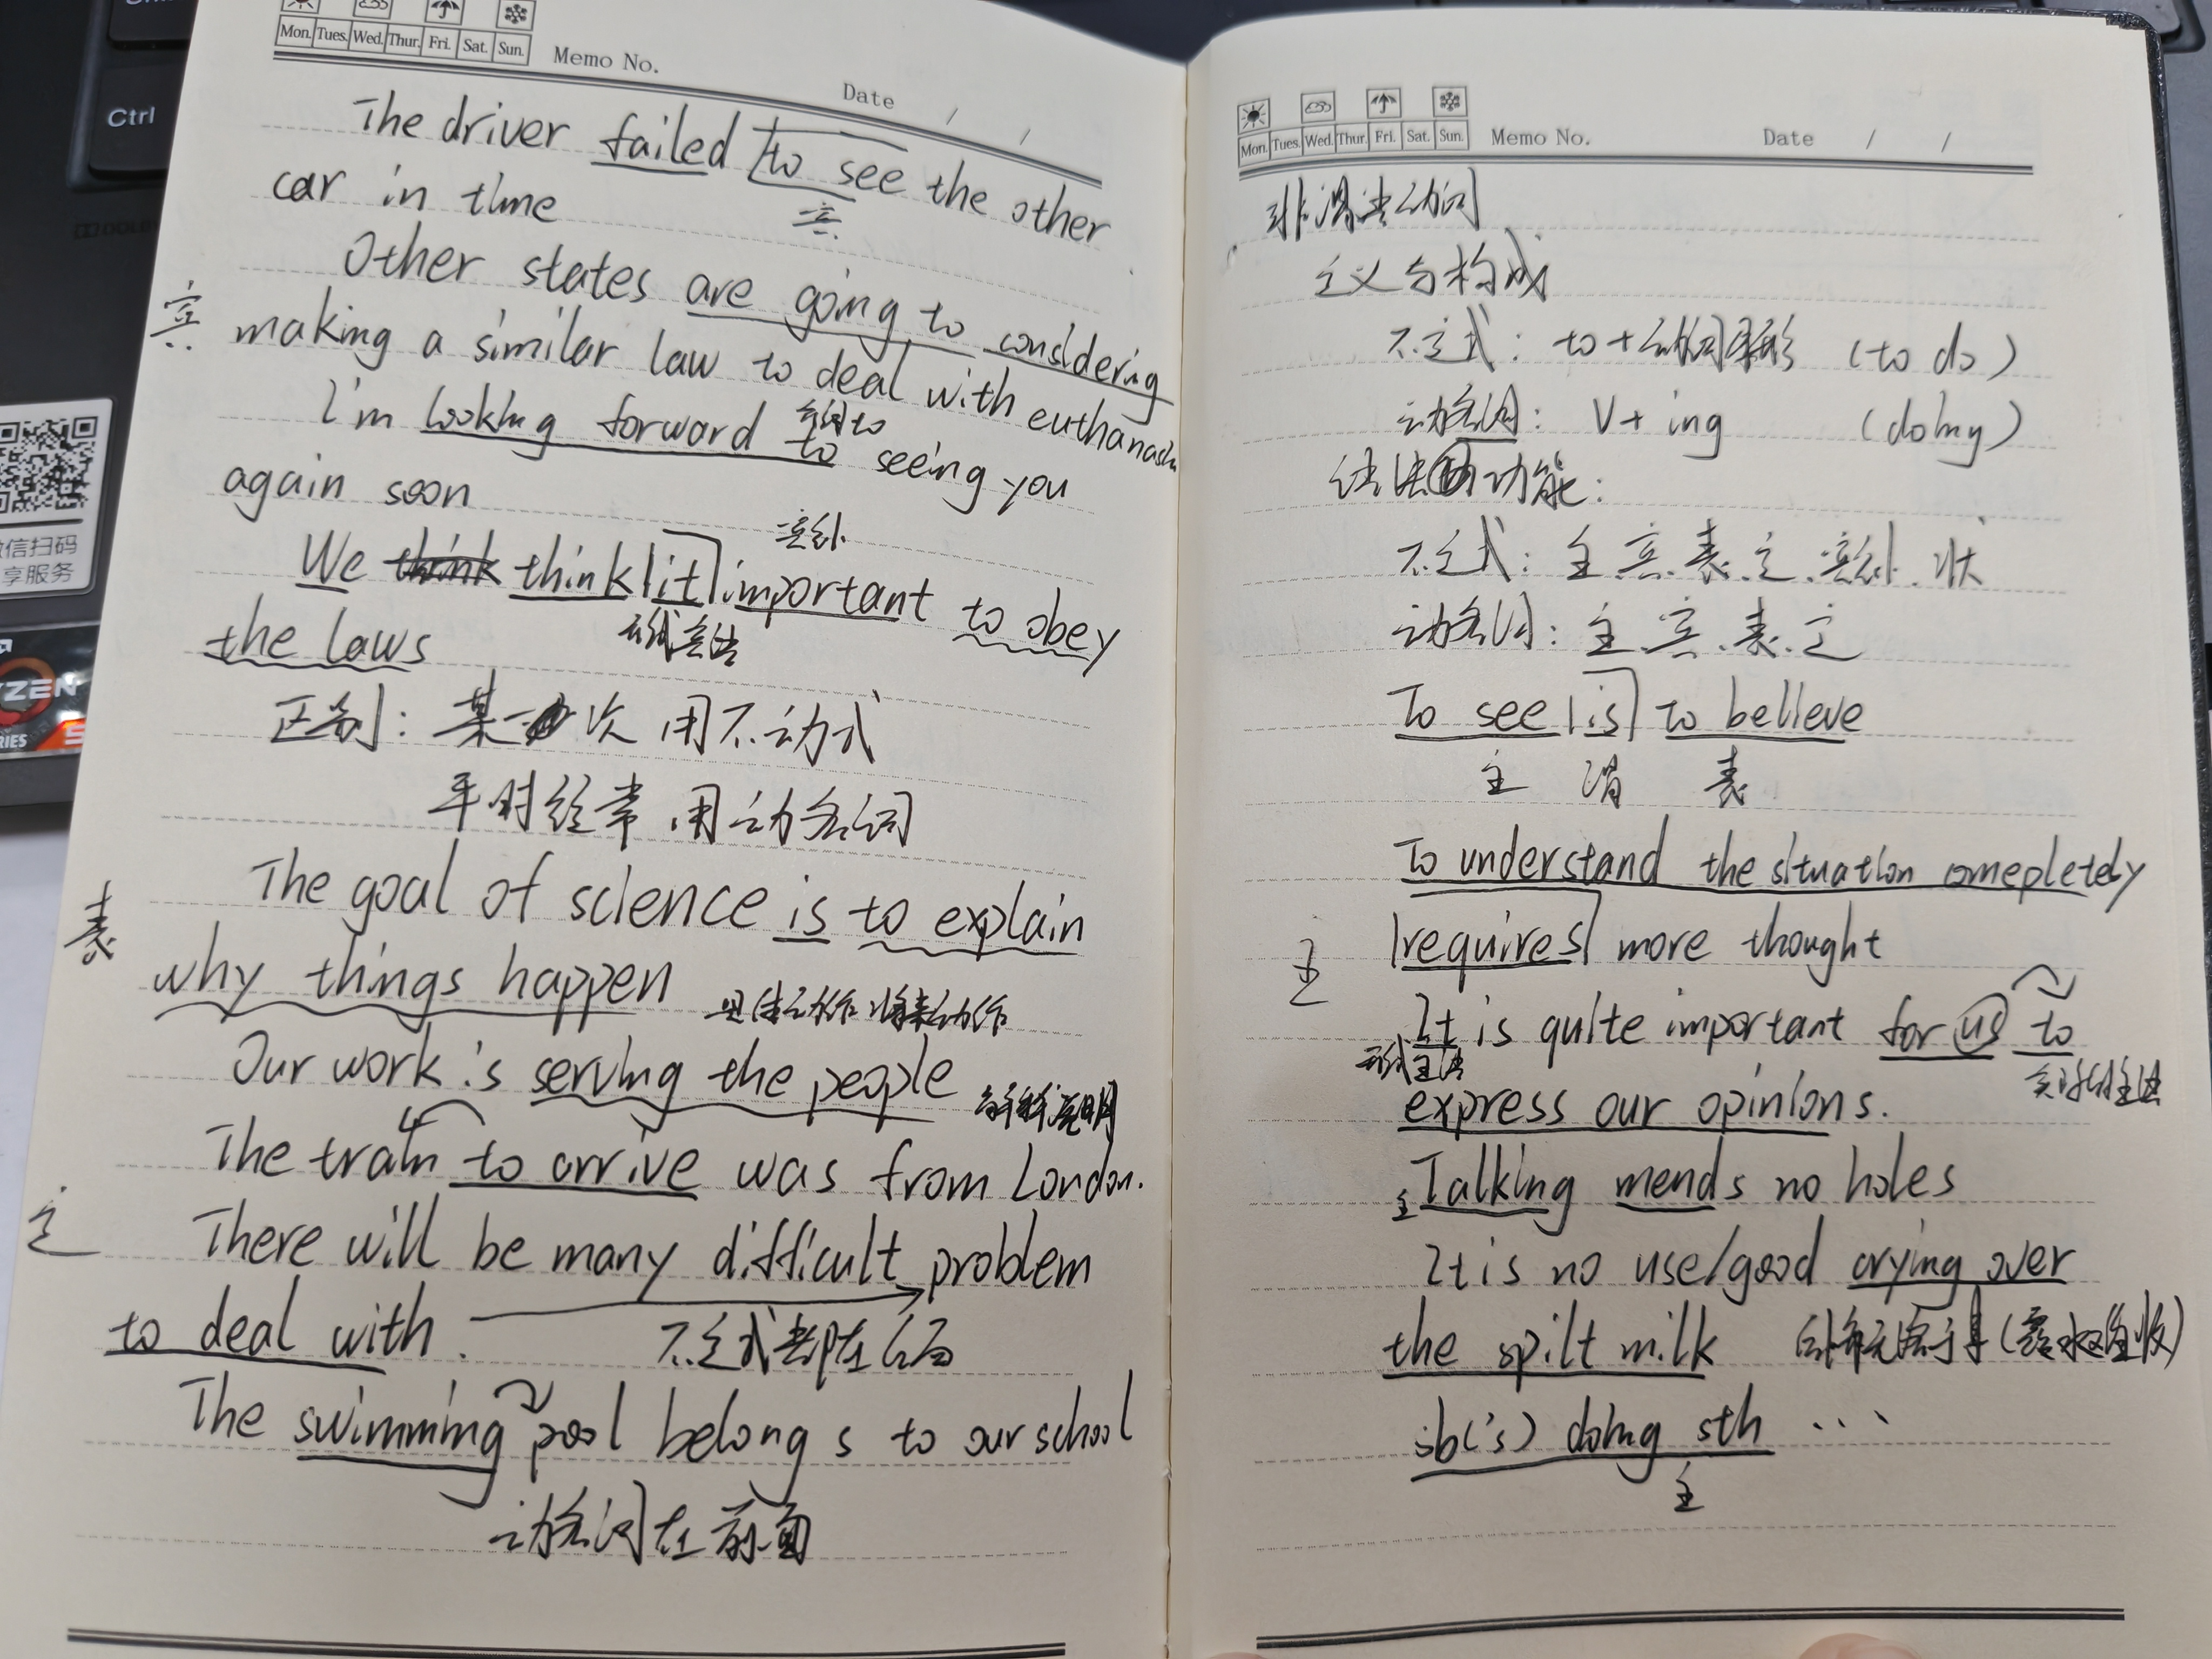 Ctrl
信扫码
享服务
YZEN
RIES 5
Mon. Tues. Wed. Thur. Fri. Sat. Sun. Memo No.
Date / /
The driver failed to see the other
宾
car in time
Other states are going to considering
宾
making a similar law to deal with euthanasia
I'm looking forward to seeing you
介词to
again soon
宾补
We think think it important to obey
形式宾语
the laws
区别：某一次 用不动式
平时经常 用动名词
The goal of science is to explain
表
why things happen
具体动作 将来动作
Our work is serving the people
解释说明
The train to arrive was from London.
定
There will be many difficult problem
to deal with.
不定式都在后面
The swimming pool belongs to our school
动名词在前面
Mon. Tues. Wed. Thur. Fri. Sat. Sun. Memo No. Date / /
非谓语动词
定义与构成
不定式：to+动词原形 (to do)
动名词：V+ing (doing)
语法的功能：
不定式：主.宾.表.定.宾补.状
动名词：主.宾.表.定
To see is to believe
主 谓 表
To understand the situation comepletely
主
requires more thought
It is quite important for us to
形式主语
真正的主语
express our opinions.
主 Talking mends no holes
It is no use/good crying over
the spilt milk (覆水难收)
sb('s) doing sth ...
主